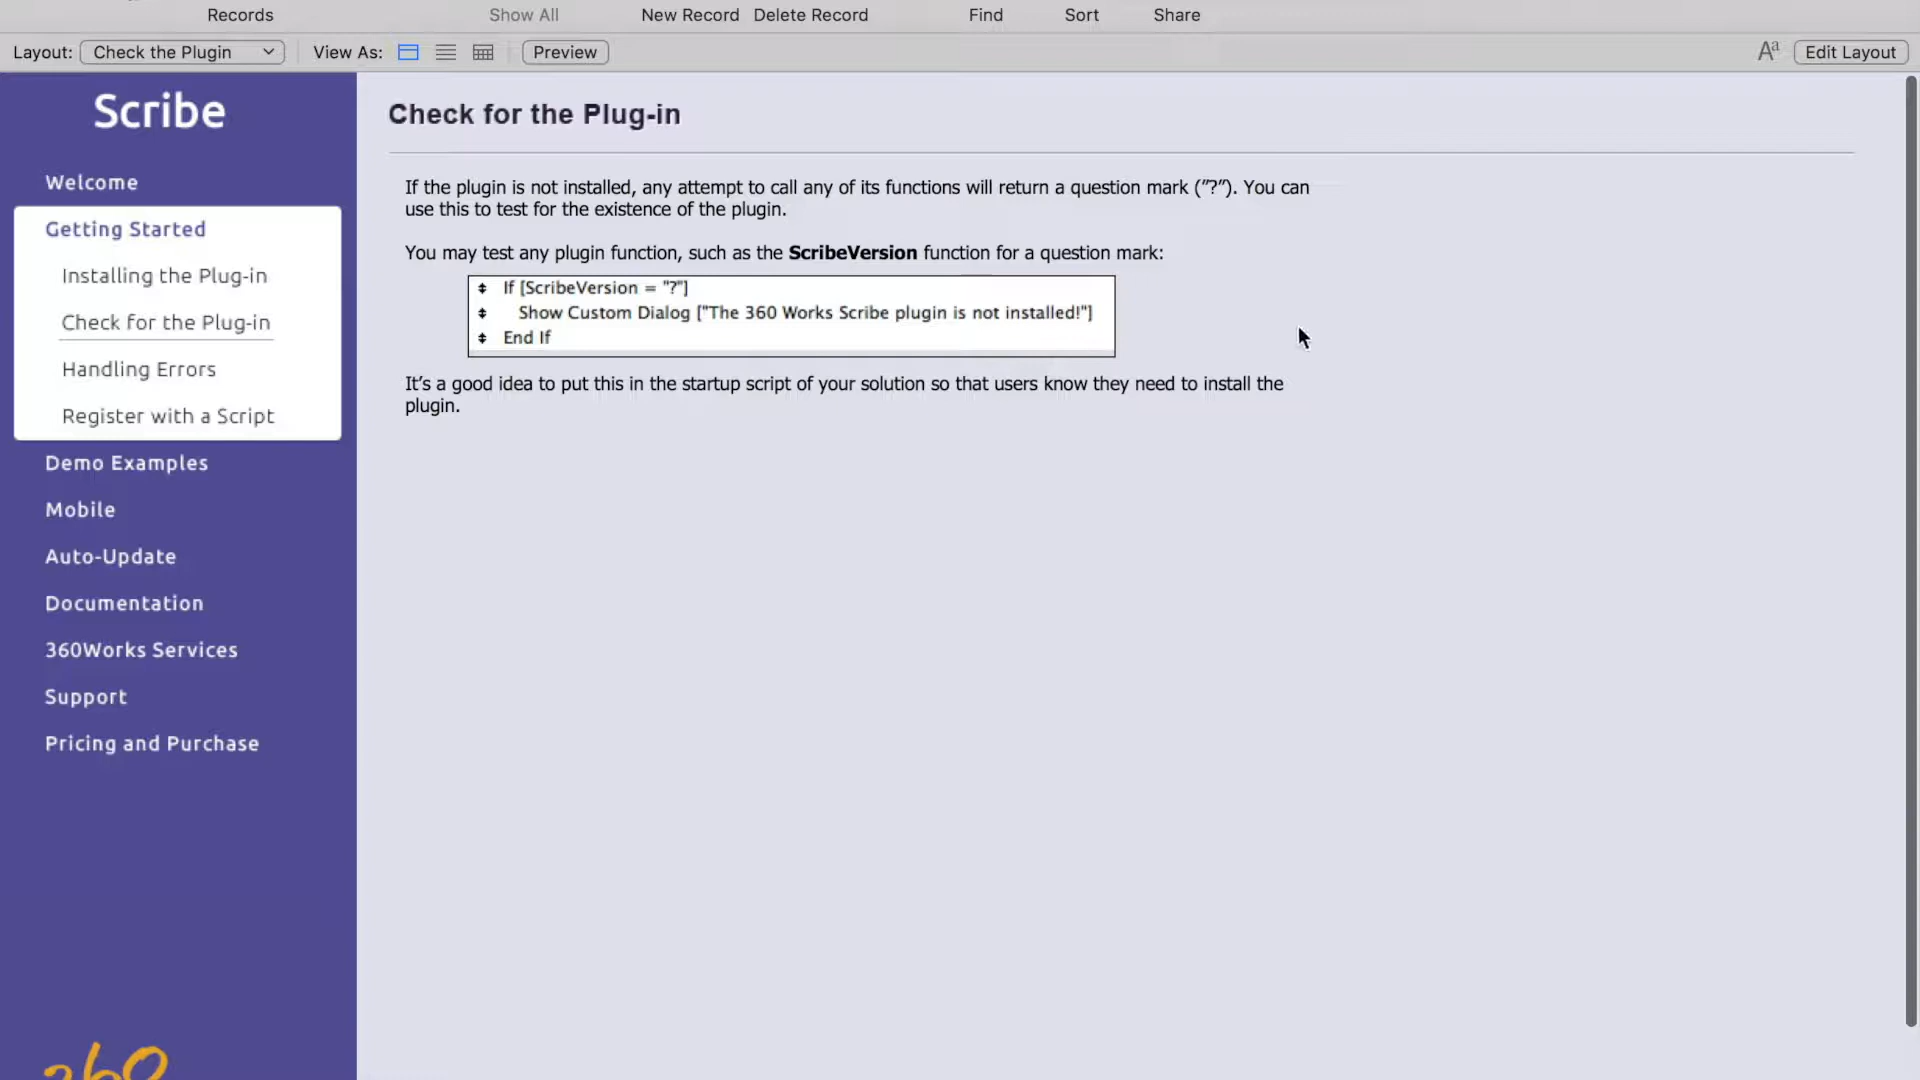 Records Show All New Record Delete Record Find Sort Share
Layout: Check the Plugin View As: Preview Aa Edit Layout
Scribe
Welcome
Getting Started
Installing the Plug-in
Check for the Plug-in
Handling Errors
Register with a Script
Demo Examples
Mobile
Auto-Update
Documentation
360Works Services
Support
Pricing and Purchase
360
Check for the Plug-in
If the plugin is not installed, any attempt to call any of its functions will return a question mark (”?”). You can
use this to test for the existence of the plugin.
You may test any plugin function, such as the ScribeVersion function for a question mark:
If [ScribeVersion = "?"]
Show Custom Dialog ["The 360 Works Scribe plugin is not installed!"]
End If
It’s a good idea to put this in the startup script of your solution so that users know they need to install the
plugin.